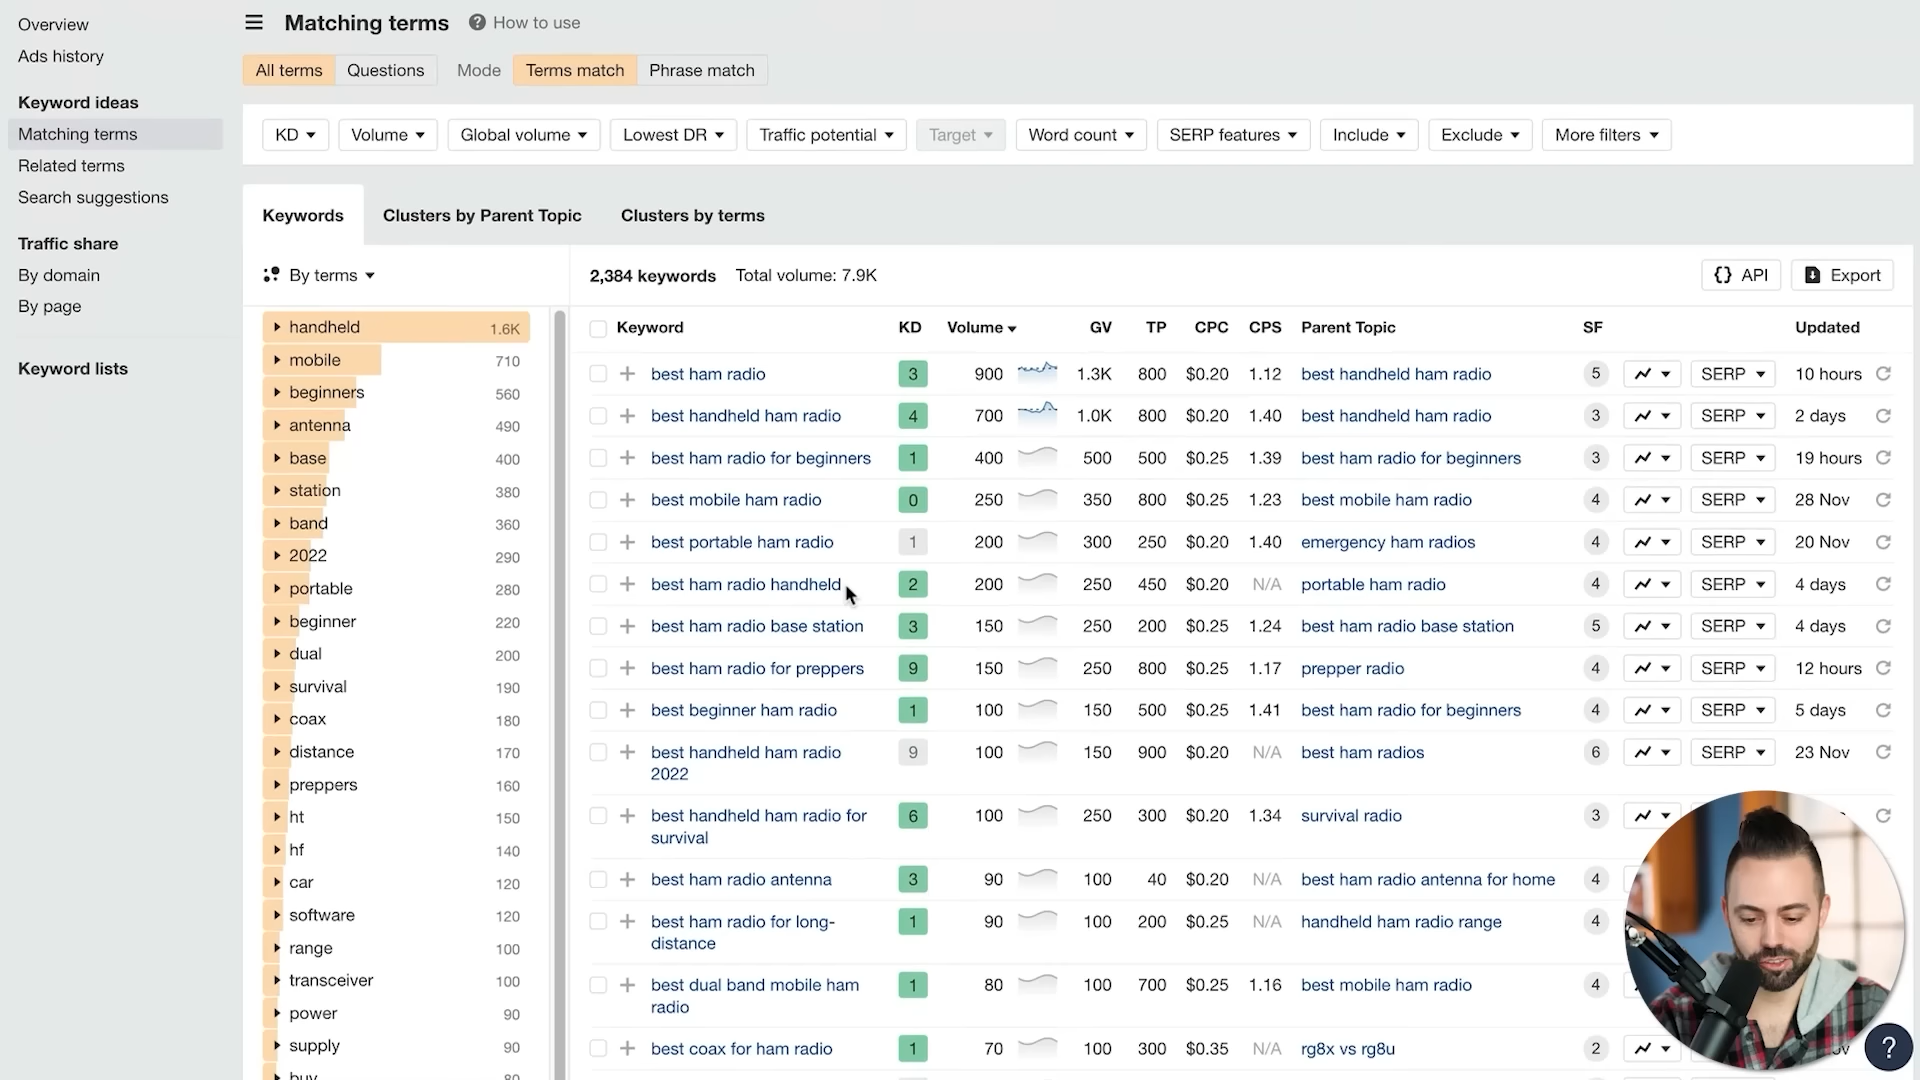 Overview
Ads history
Keyword ideas
Matching terms
Related terms
Search suggestions
Traffic share
By domain
By page
Keyword lists
Matching terms ? How to use
All terms Questions Mode Terms match Phrase match
KD Volume Global volume Lowest DR Traffic potential Target Word count SERP features Include Exclude More filters
Keywords Clusters by Parent Topic Clusters by terms
By terms
2,384 keywords Total volume: 7.9K {} API Export
handheld 1.6K
mobile 710
beginners 560
antenna 490
base 400
station 380
band 360
2022 290
portable 280
beginner 220
dual 200
survival 190
coax 180
distance 170
preppers 160
ht 150
hf 140
car 120
software 120
range 100
transceiver 100
power 90
supply 90
buy 80
Keyword KD Volume GV TP CPC CPS Parent Topic SF Updated
best ham radio 3 900 1.3K 800 $0.20 1.12 best handheld ham radio 5 SERP 10 hours
best handheld ham radio 4 700 1.0K 800 $0.20 1.40 best handheld ham radio 3 SERP 2 days
best ham radio for beginners 1 400 500 500 $0.25 1.39 best ham radio for beginners 3 SERP 19 hours
best mobile ham radio 0 250 350 800 $0.25 1.23 best mobile ham radio 4 SERP 28 Nov
best portable ham radio 1 200 300 250 $0.20 1.40 emergency ham radios 4 SERP 20 Nov
best ham radio handheld 2 200 250 450 $0.20 N/A portable ham radio 4 SERP 4 days
best ham radio base station 3 150 250 200 $0.25 1.24 best ham radio base station 5 SERP 4 days
best ham radio for preppers 9 150 250 800 $0.25 1.17 prepper radio 4 SERP 12 hours
best beginner ham radio 1 100 150 500 $0.25 1.41 best ham radio for beginners 4 SERP 5 days
best handheld ham radio 9 100 150 900 $0.20 N/A best ham radios 6 SERP 23 Nov
2022
best handheld ham radio for 6 100 250 300 $0.20 1.34 survival radio 3
survival
best ham radio antenna 3 90 100 40 $0.20 N/A best ham radio antenna for home 4
best ham radio for long- 1 90 100 200 $0.25 N/A handheld ham radio range 4
distance
best dual band mobile ham 1 80 100 700 $0.25 1.16 best mobile ham radio 4
radio
best coax for ham radio 1 70 100 300 $0.35 N/A rg8x vs rg8u 2
?